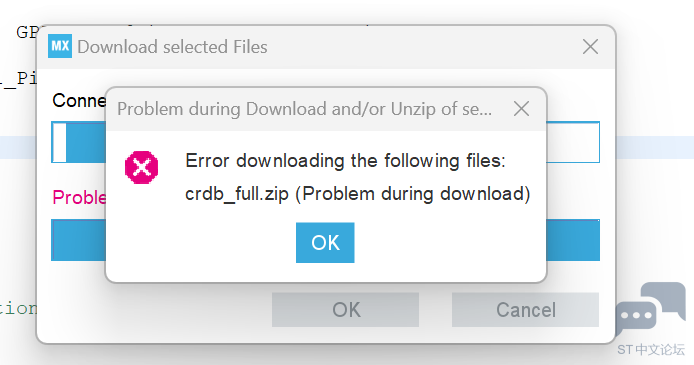 GP
_Pi
MX Download selected Files
Conne
Problem during Download and/or Unzip of se...
Error downloading the following files:
crdb_full.zip (Problem during download)
Proble
OK
tion
OK Cancel
ST中文论坛